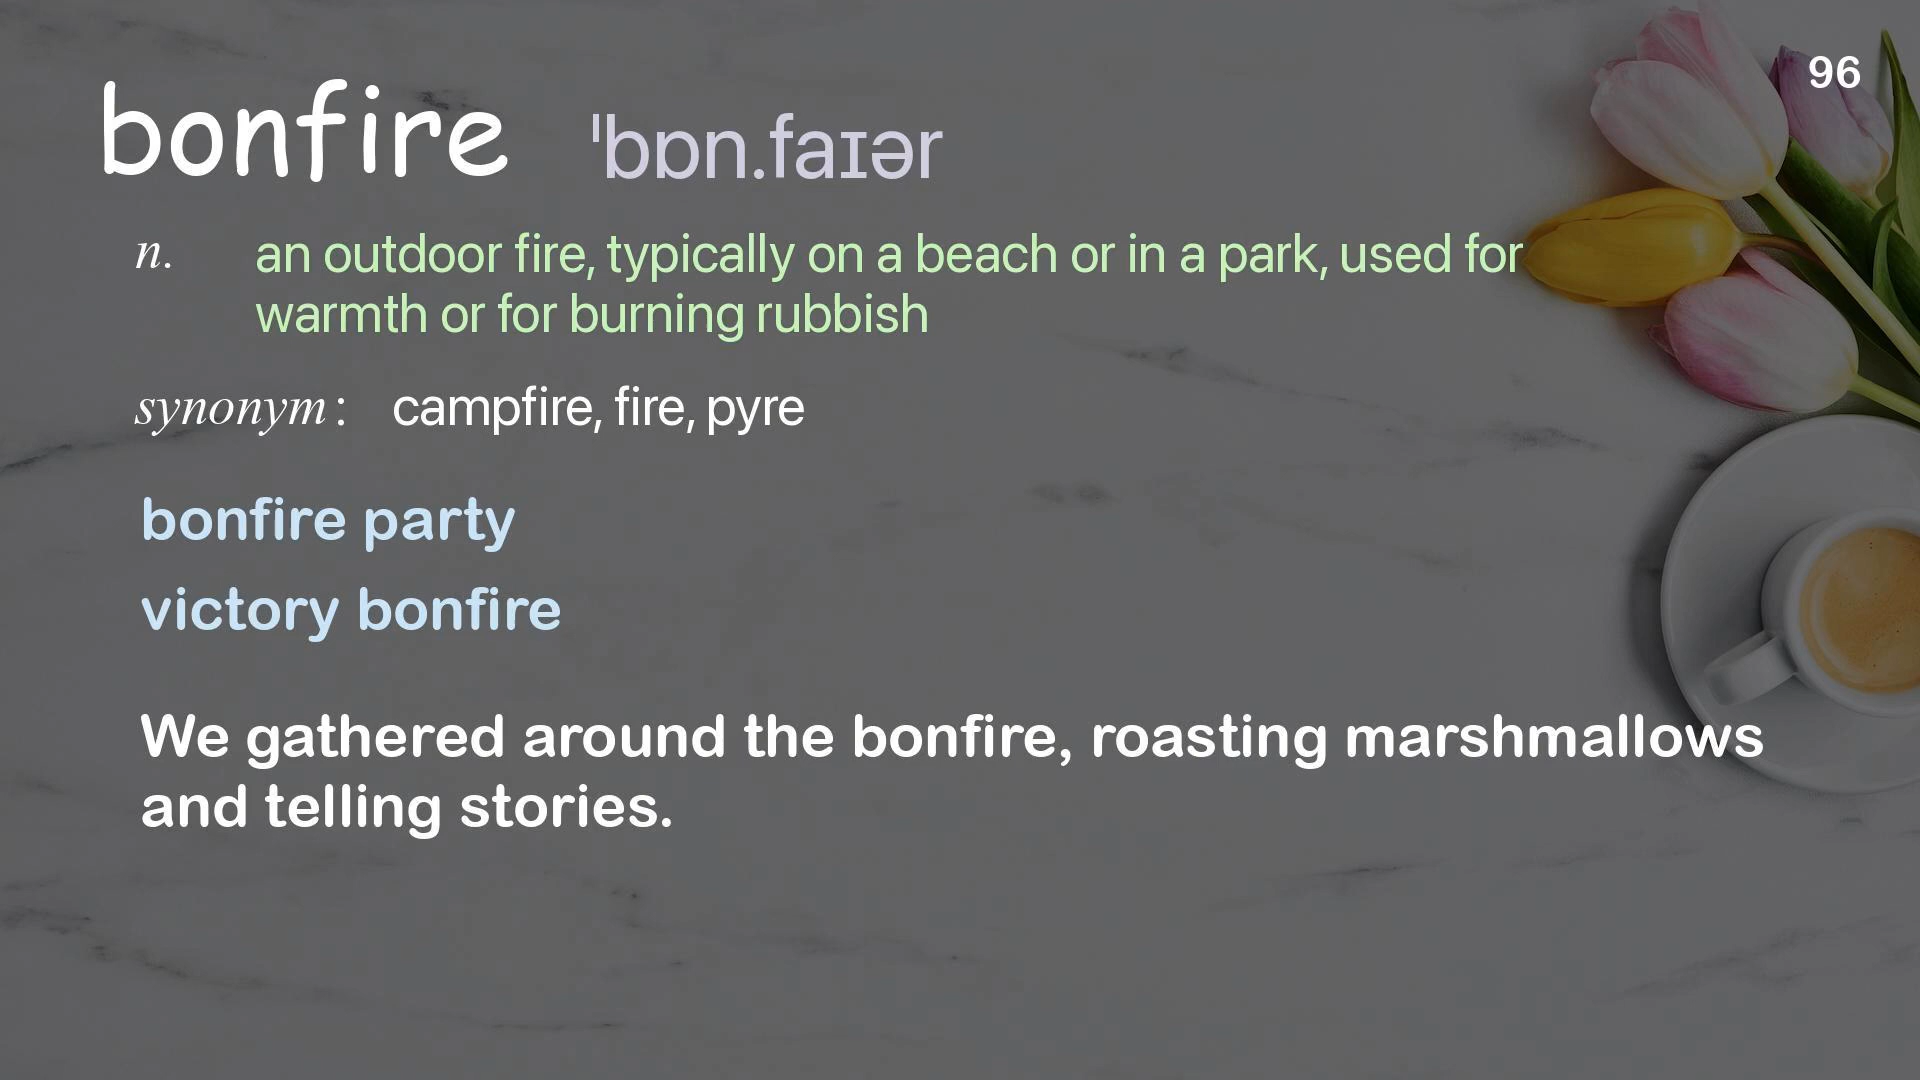 96
bonfire ˈbɒn.faɪər
n. an outdoor fire, typically on a beach or in a park, used for
warmth or for burning rubbish
synonym: campfire, fire, pyre
bonfire party
victory bonfire
We gathered around the bonfire, roasting marshmallows
and telling stories.